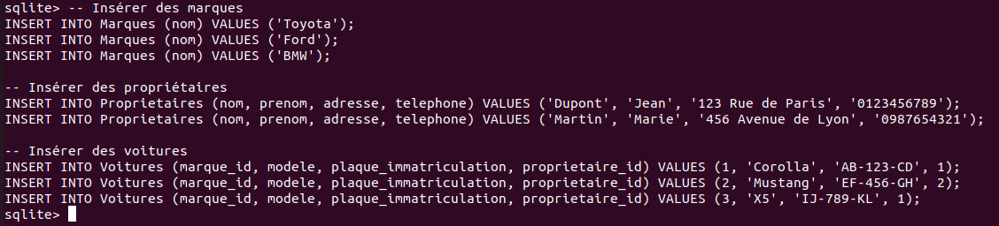 sqlite> -- Insérer des marques
INSERT INTO Marques (nom) VALUES ('Toyota');
INSERT INTO Marques (nom) VALUES ('Ford');
INSERT INTO Marques (nom) VALUES ('BMW');
-- Insérer des propriétaires
INSERT INTO Proprietaires (nom, prenom, adresse, telephone) VALUES ('Dupont', 'Jean', '123 Rue de Paris', '0123456789');
INSERT INTO Proprietaires (nom, prenom, adresse, telephone) VALUES ('Martin', 'Marie', '456 Avenue de Lyon', '0987654321');
-- Insérer des voitures
INSERT INTO Voitures (marque_id, modele, plaque_immatriculation, proprietaire_id) VALUES (1, 'Corolla', 'AB-123-CD', 1);
INSERT INTO Voitures (marque_id, modele, plaque_immatriculation, proprietaire_id) VALUES (2, 'Mustang', 'EF-456-GH', 2);
INSERT INTO Voitures (marque_id, modele, plaque_immatriculation, proprietaire_id) VALUES (3, 'X5', 'IJ-789-KL', 1);
sqlite>